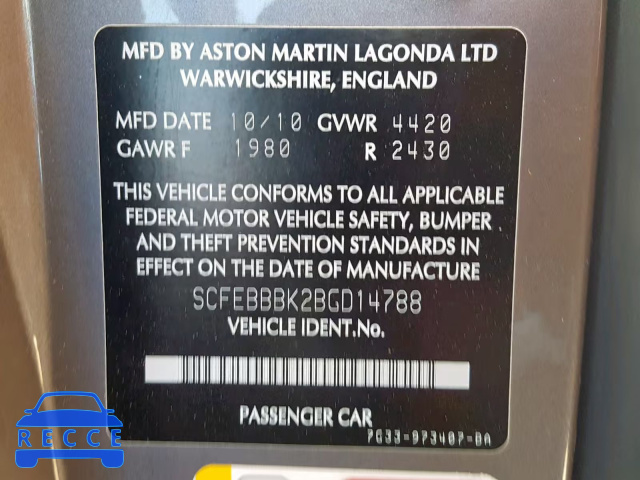 MFD BY ASTON MARTIN LAGONDA LTD
WARWICKSHIRE, ENGLAND
MFD DATE 10/10 GVWR 4420
GAWR F 1980 R 2430
THIS VEHICLE CONFORMS TO ALL APPLICABLE
FEDERAL MOTOR VEHICLE SAFETY, BUMPER
AND THEFT PREVENTION STANDARDS IN
EFFECT ON THE DATE OF MANUFACTURE
SCFEBBBK2BGD14788
VEHICLE IDENT.No.
PASSENGER CAR
7G33-973407-BA
RECCE